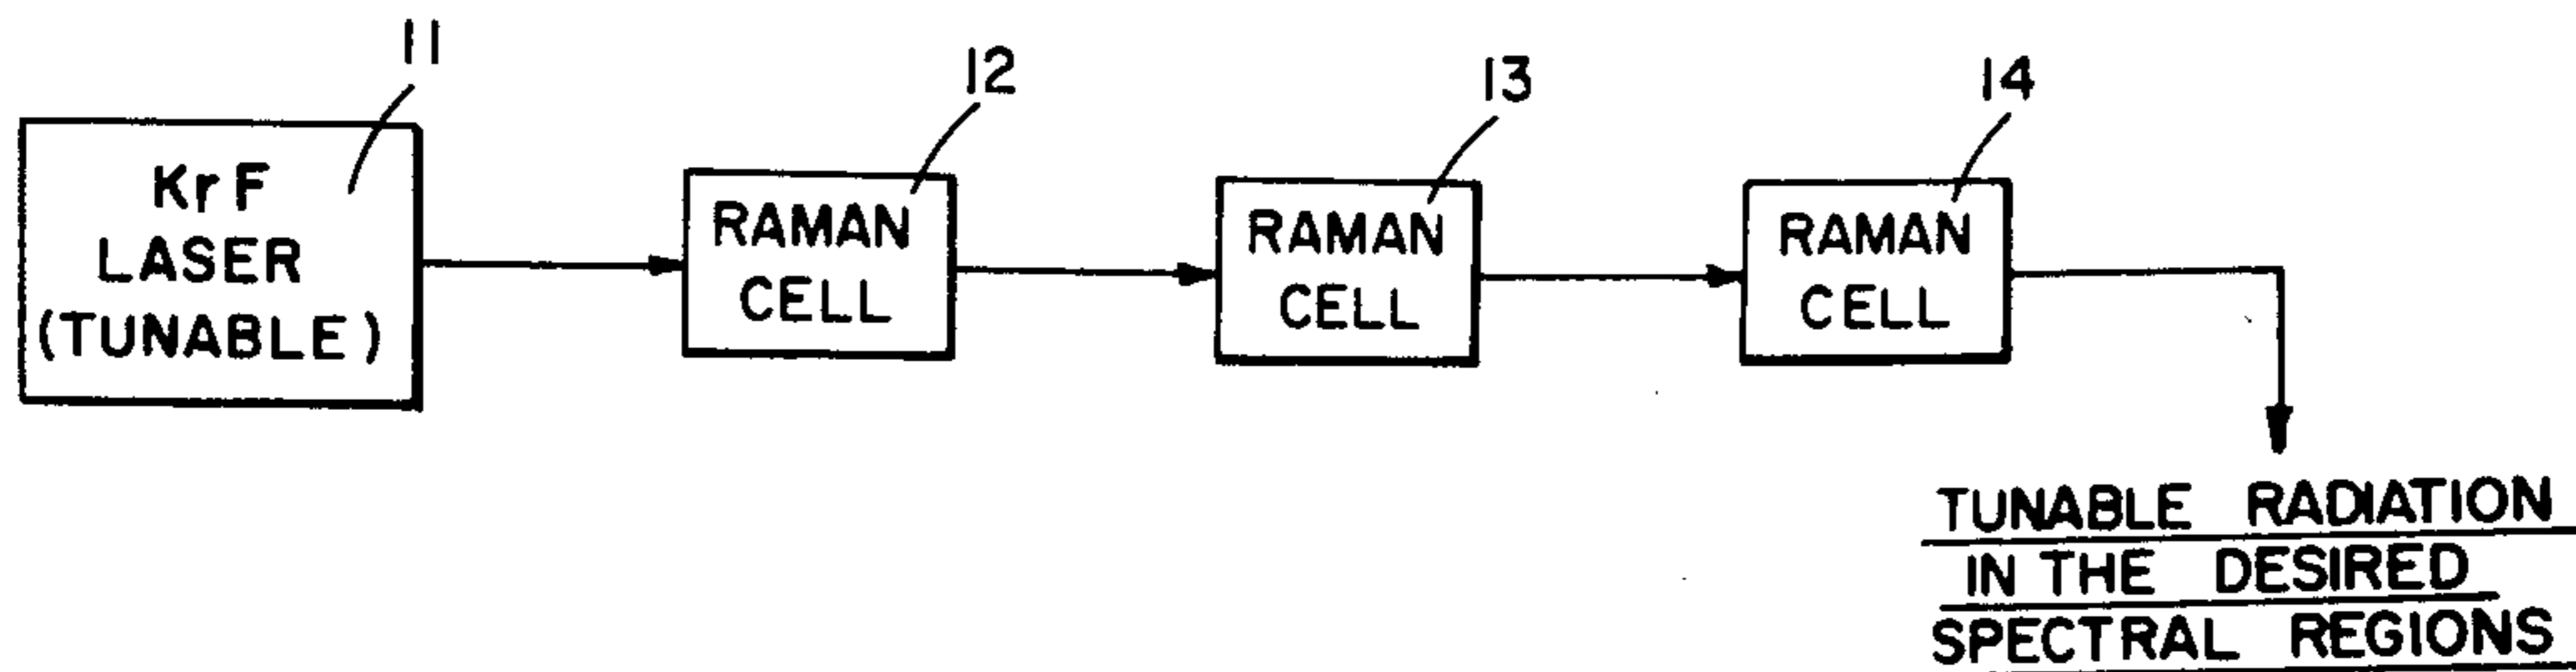 11
12
13
14
KrF
LASER
(TUNABLE)
RAMAN
CELL
RAMAN
CELL
RAMAN
CELL
TUNABLE RADIATION
IN THE DESIRED
SPECTRAL REGIONS